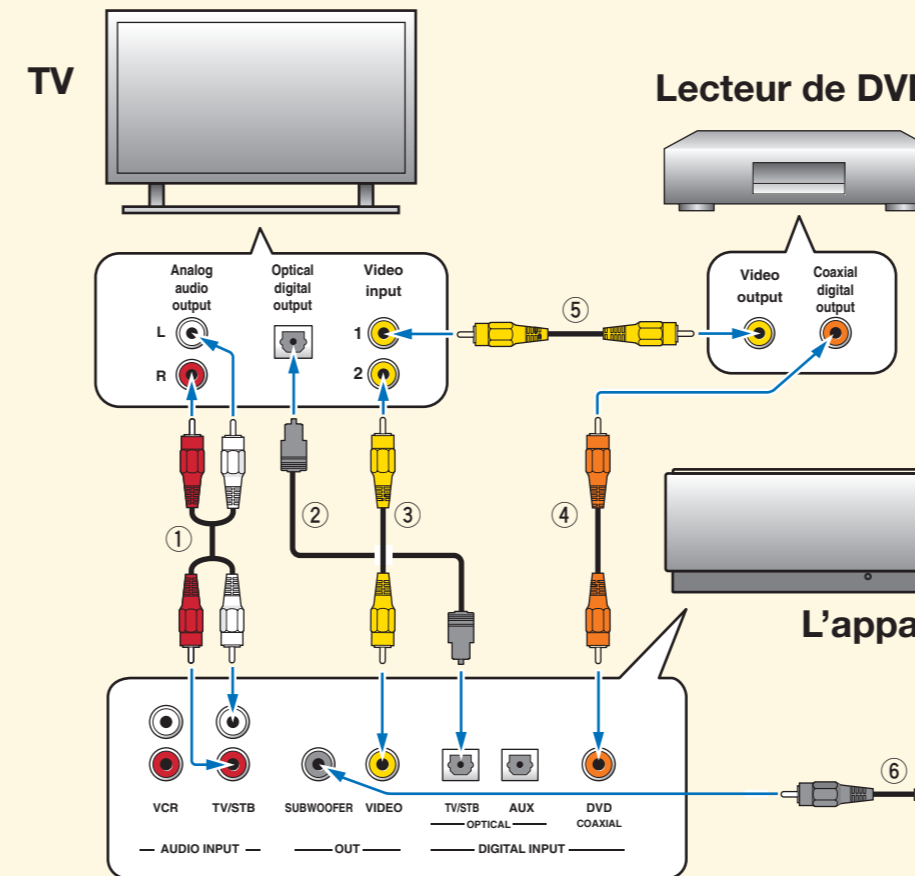 TV
Lecteur de DV
Analog
audio
output
Optical
digital
output
Video
input
L
R
1
2
⑤
Video
output
Coaxial
digital
output
①
②
③
④
L'appa
VCR
TV/STB
SUBWOOFER
VIDEO
TV/STB
AUX
OPTICAL
DVD
COAXIAL
⑥
AUDIO INPUT
OUT
DIGITAL INPUT